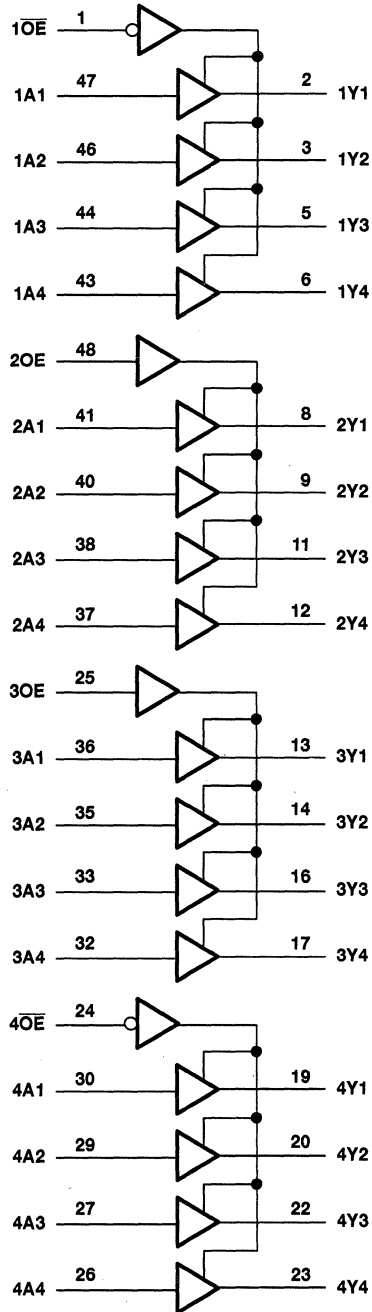 1O̅E̅ 1
1A1 47 2 1Y1
1A2 46 3 1Y2
1A3 44 5 1Y3
1A4 43 6 1Y4
2OE 48
2A1 41 8 2Y1
2A2 40 9 2Y2
2A3 38 11 2Y3
2A4 37 12 2Y4
3OE 25
3A1 36 13 3Y1
3A2 35 14 3Y2
3A3 33 16 3Y3
3A4 32 17 3Y4
4O̅E̅ 24
4A1 30 19 4Y1
4A2 29 20 4Y2
4A3 27 22 4Y3
4A4 26 23 4Y4